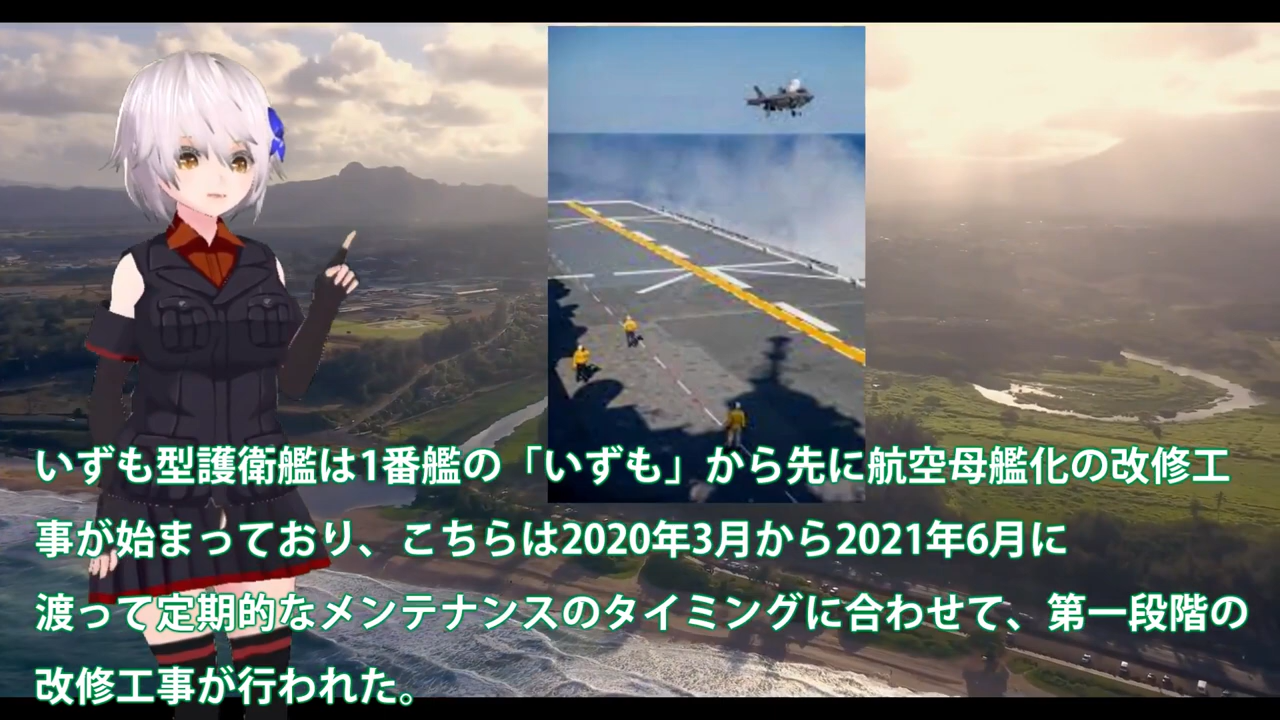 いずも型護衛艦は1番艦の「いずも」から先に航空母艦化の改修工
事が始まっており、こちらは2020年3月から2021年6月に
渡って定期的なメンテナンスのタイミングに合わせて、第一段階の
改修工事が行われた。